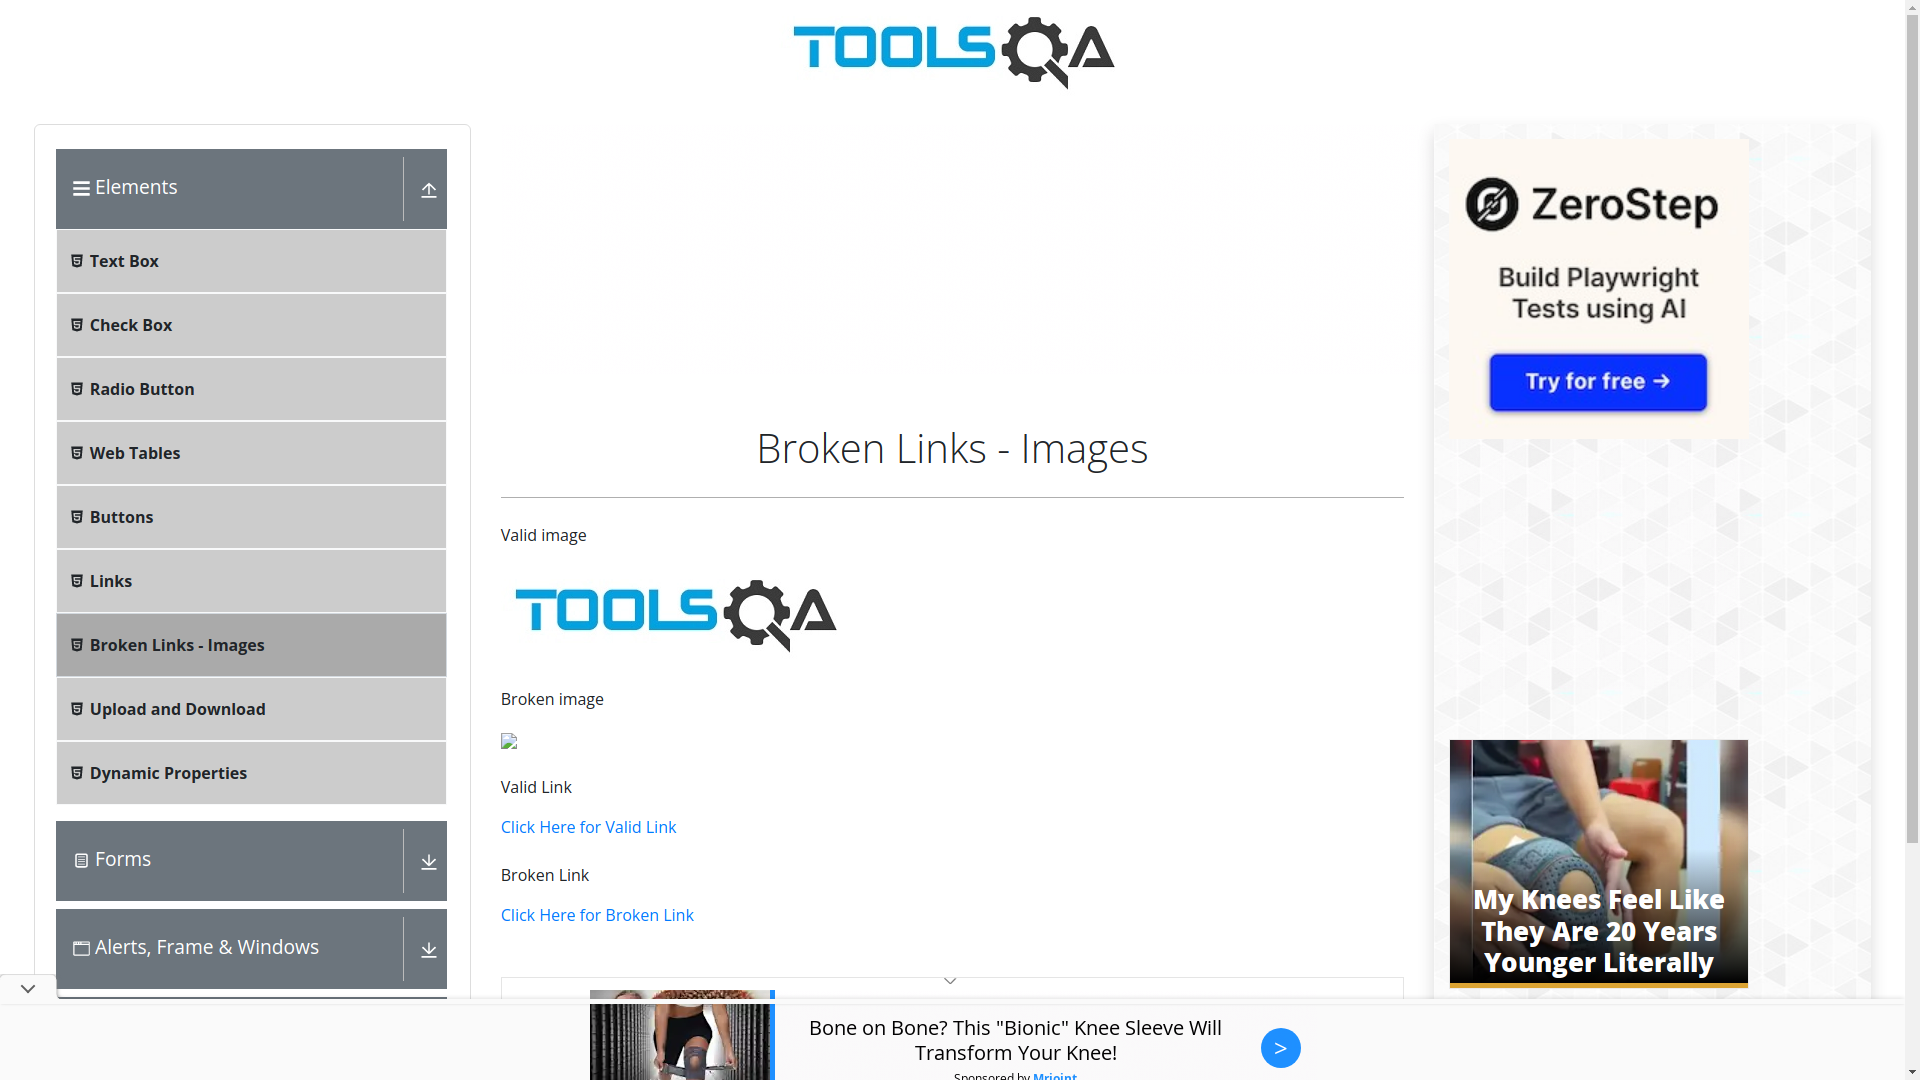 TOOLSQA
Elements
Text Box
Check Box
Radio Button
Web Tables
Buttons
Links
Broken Links - Images
Upload and Download
Dynamic Properties
Forms
Alerts, Frame & Windows
Broken Links - Images
Valid image
TOOLSQA
Broken image
Valid Link
Click Here for Valid Link
Broken Link
Click Here for Broken Link
ZeroStep
Build Playwright
Tests using AI
Try for free →
My Knees Feel Like
They Are 20 Years
Younger Literally
Bone on Bone? This "Bionic" Knee Sleeve Will
Transform Your Knee!
Sponsored by Mrjoint
>